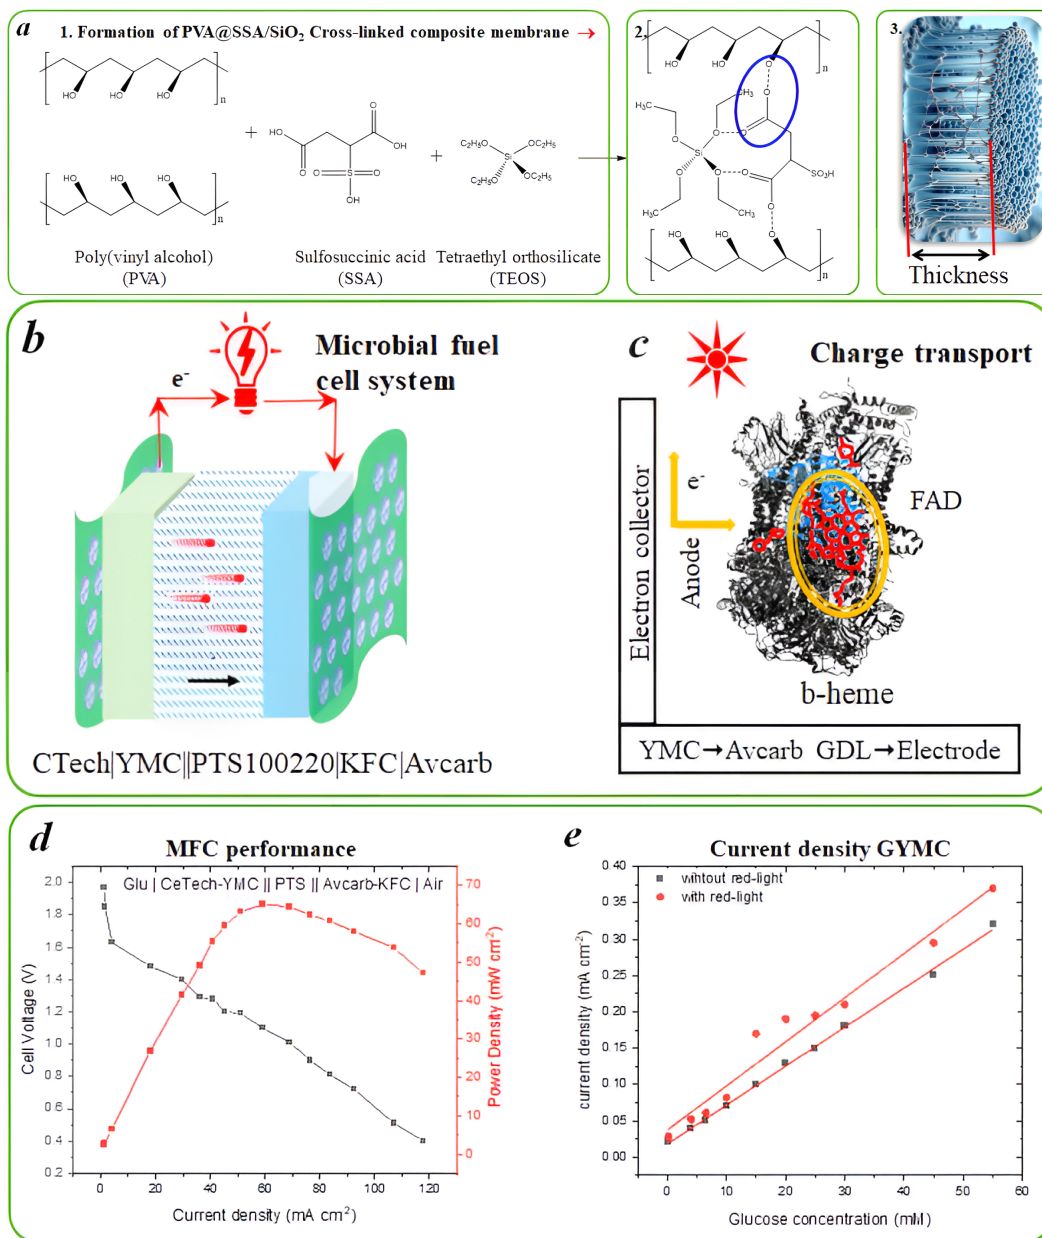 a
1. Formation of PVA@SSA/SiO2 Cross-linked composite membrane →
HO HO HO
n
HO HO HO
n
+
HO
O
O
OH
O
S
O
OH
+
C2H5O
OC2H5
Si
C2H5O
OC2H5
Poly(vinyl alcohol)
(PVA)
Sulfosuccinic acid
(SSA)
Tetraethyl orthosilicate
(TEOS)
2.
HO HO O
n
H3C
CH3
O
O
O
O
O
Si
O
O
O
O
SO3H
H3C
CH3
HO HO O
n
3.
Thickness
b
Microbial fuel
cell system
e-
CTech|YMC||PTS100220|KFC|Avcarb
c
Charge transport
Electron collector
e-
Anode
FAD
b-heme
YMC→Avcarb GDL→Electrode
d
MFC performance
Glu | CeTech-YMC || PTS || Avcarb-KFC | Air
Cell Voltage (V)
2.0
1.8
1.6
1.4
1.2
1.0
0.8
0.6
0.4
0.2
Power Density (mW cm2)
70
60
50
40
30
20
10
0
0 20 40 60 80 100 120
Current density (mA cm2)
e
Current density GYMC
wintout red-light
with red-light
current density (mA cm-2)
0.40
0.35
0.30
0.25
0.20
0.15
0.10
0.05
0.00
0 10 20 30 40 50 60
Glucose concentration (mM)